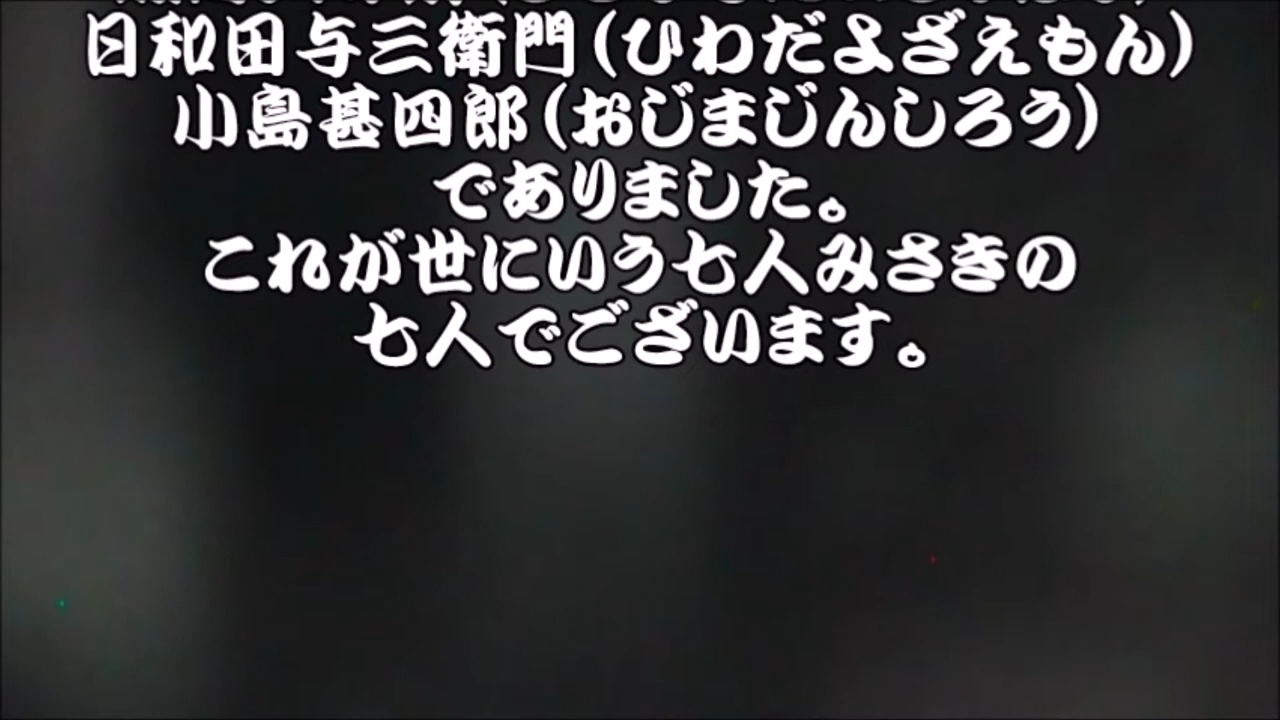 日和田与三衛門（ひわだよざえもん）
小島甚四郎（おじまじんしろう）
でありました。
これが世にいう七人みさきの
七人でございます。